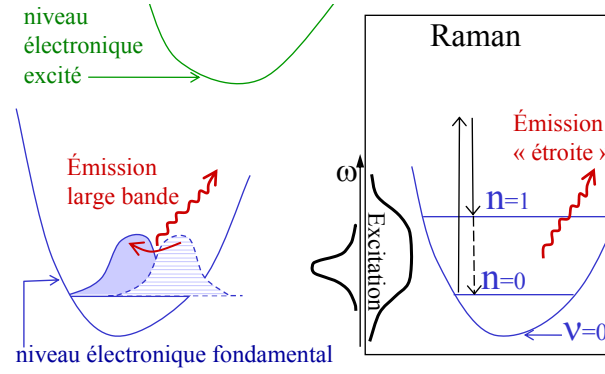 niveau
électronique
excité
Émission
large bande
niveau électronique fondamental
Raman
ω
Excitation
Émission
« étroite »
n=1
n=0
ν=0